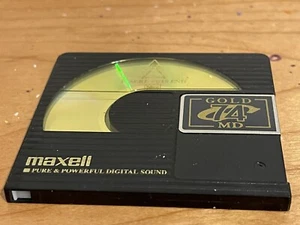 GOLD
74
MD
maxell
PURE & POWERFUL DIGITAL SOUND